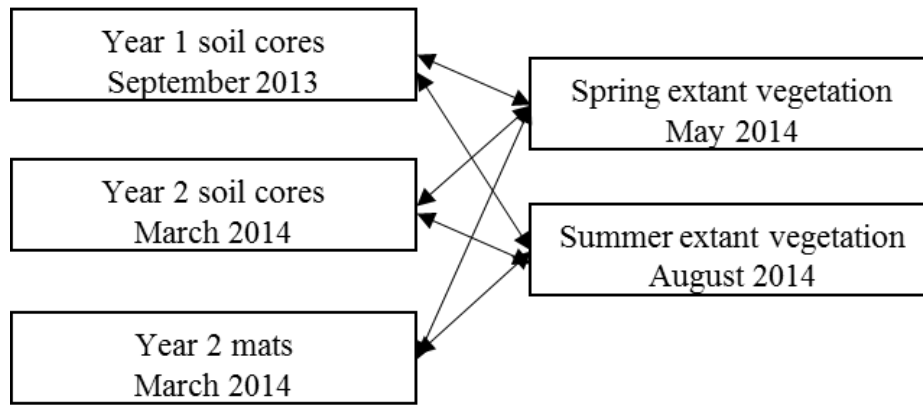 Year 1 soil cores
September 2013
Spring extant vegetation
May 2014
Year 2 soil cores
March 2014
Summer extant vegetation
August 2014
Year 2 mats
March 2014